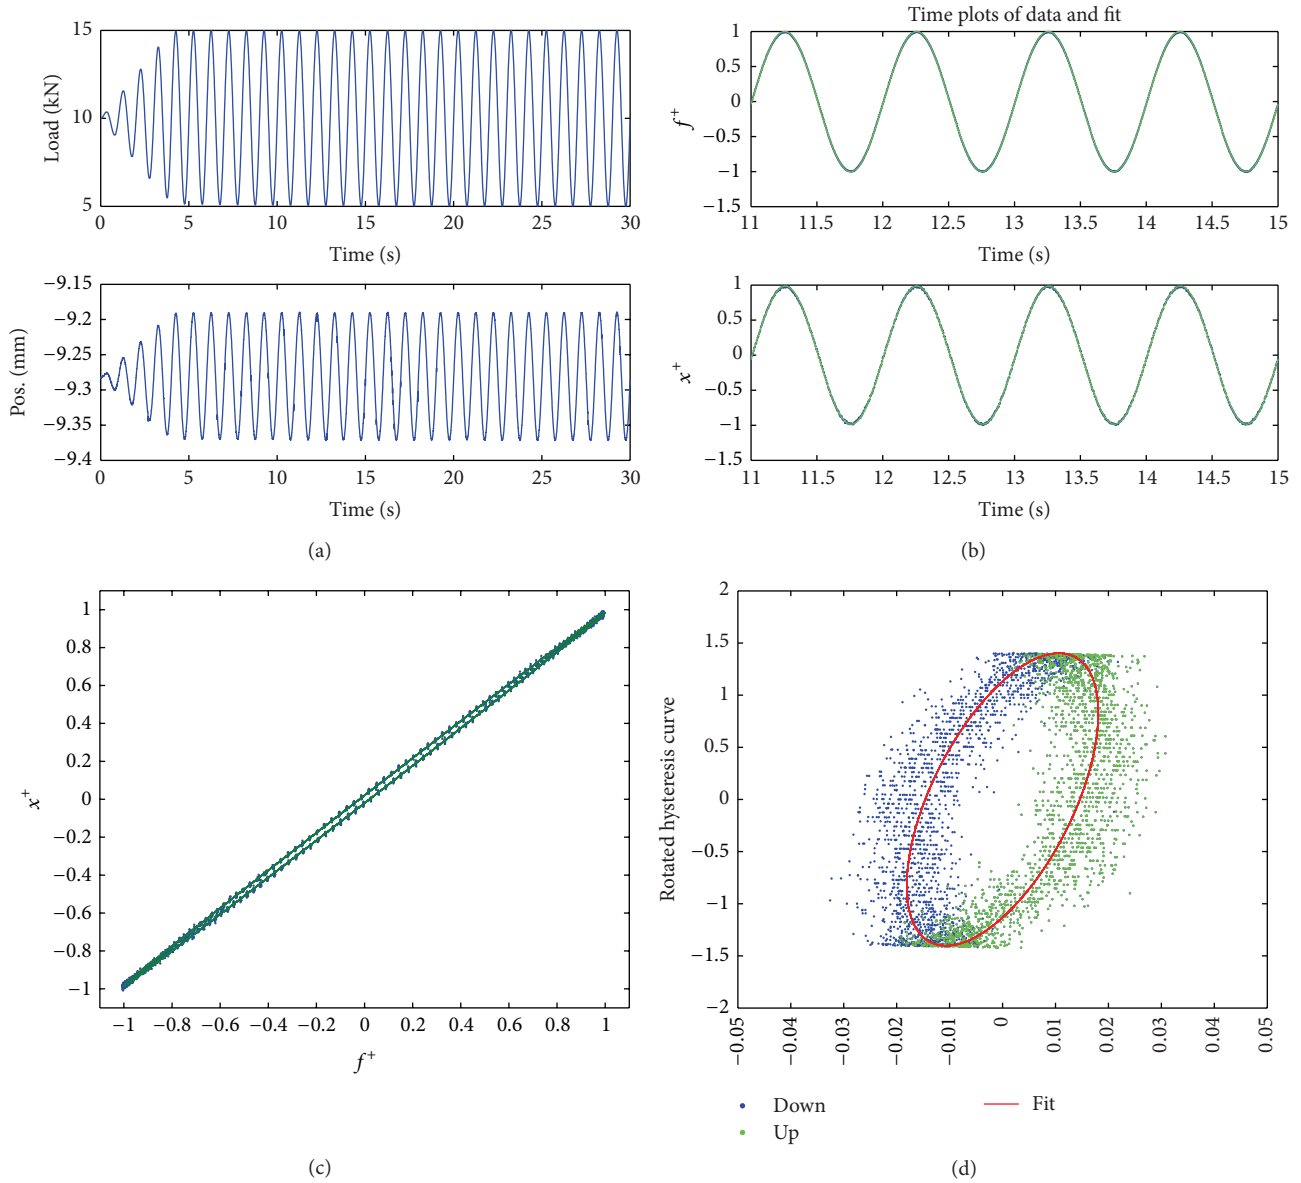 15
10
5
Load (kN)
0 5 10 15 20 25 30
Time (s)
−9.15
−9.2
−9.25
−9.3
−9.35
−9.4
Pos. (mm)
0 5 10 15 20 25 30
Time (s)
(a)
Time plots of data and fit
1
0.5
0
−0.5
−1
−1.5
f+
11 11.5 12 12.5 13 13.5 14 14.5 15
Time (s)
1
0.5
0
−0.5
−1
−1.5
x+
11 11.5 12 12.5 13 13.5 14 14.5 15
Time (s)
(b)
1
0.8
0.6
0.4
0.2
0
−0.2
−0.4
−0.6
−0.8
−1
x+
−1 −0.8 −0.6 −0.4 −0.2 0 0.2 0.4 0.6 0.8 1
f+
(c)
2
1.5
1
0.5
0
−0.5
−1
−1.5
−2
Rotated hysteresis curve
−0.05 −0.04 −0.03 −0.02 −0.01 0 0.01 0.02 0.03 0.04 0.05
Down
Up
Fit
(d)